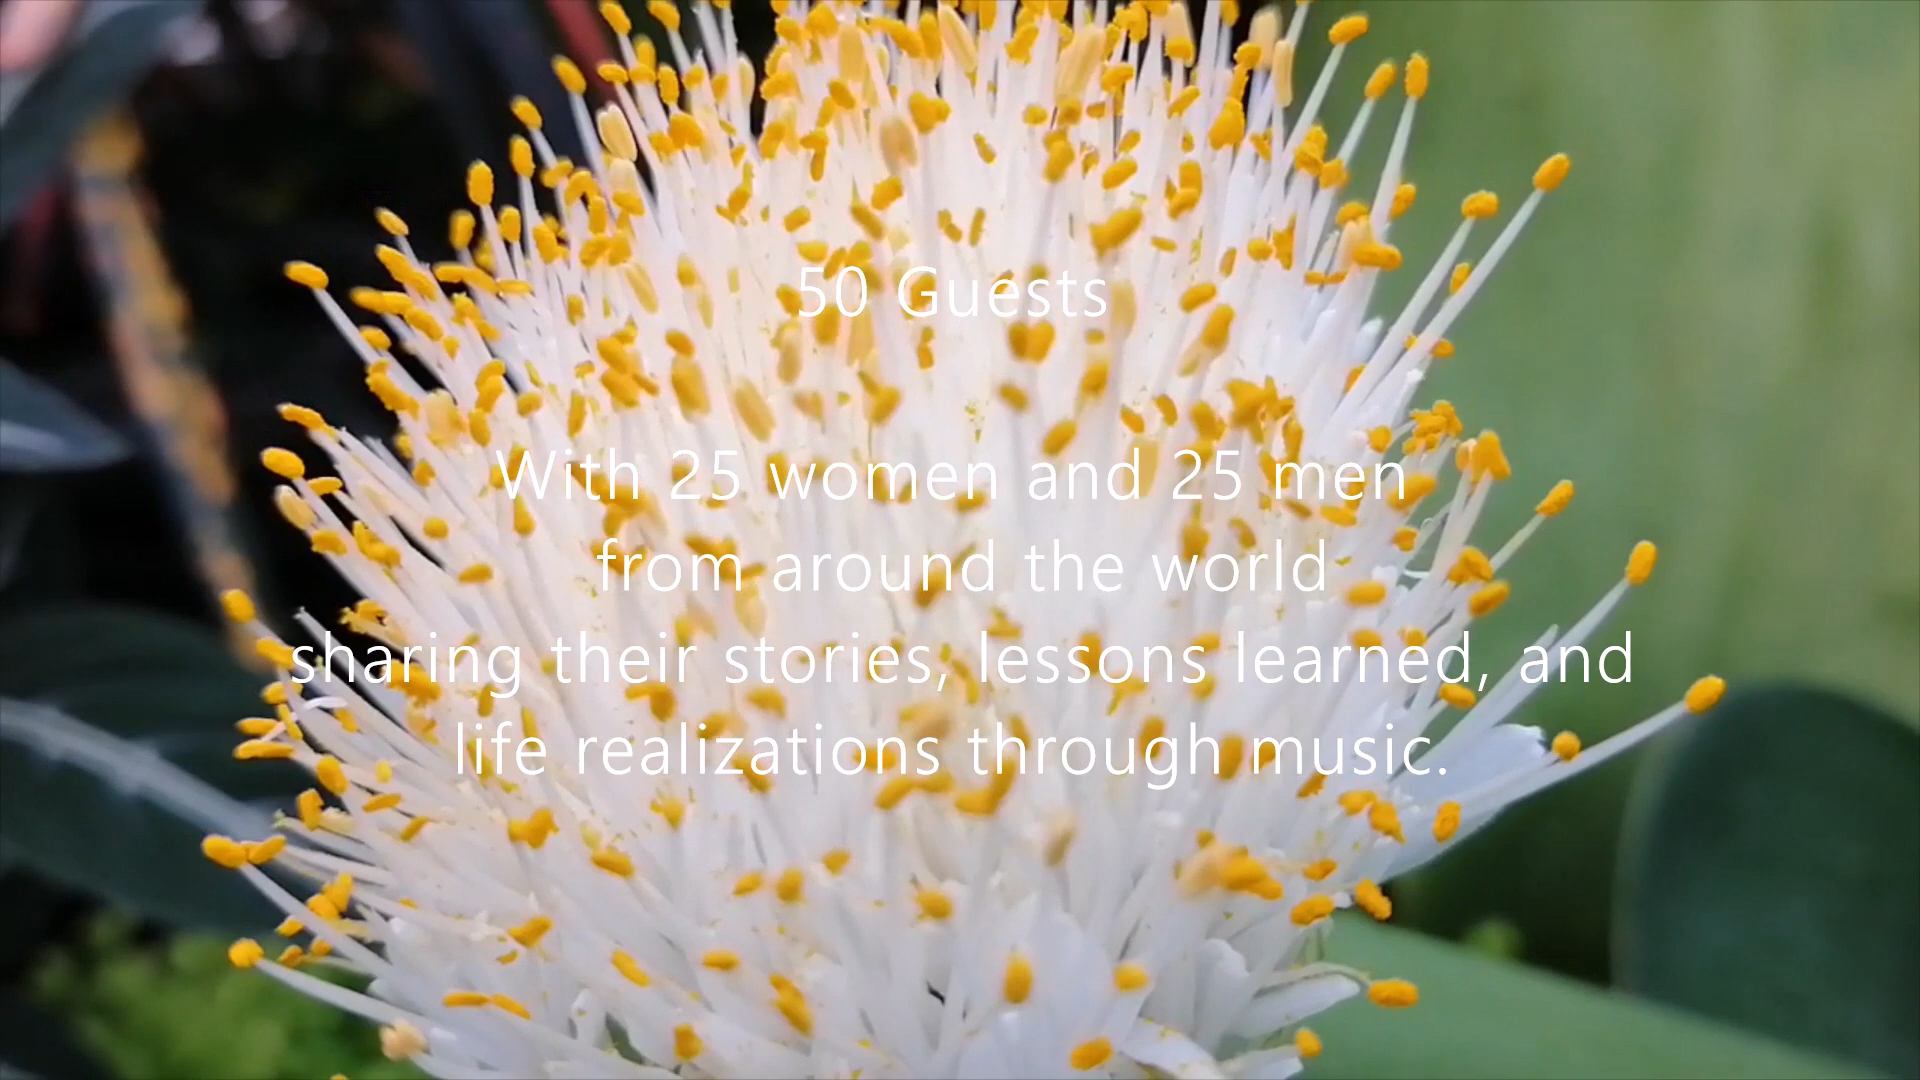 50 Guests
With 25 women and 25 men
from around the world
sharing their stories, lessons learned, and
life realizations through music.